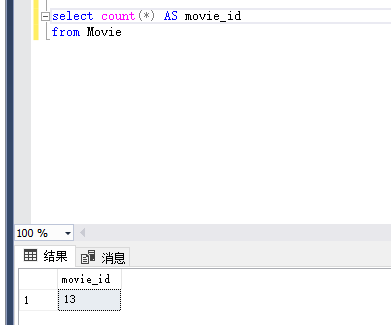 select count(*) AS movie_id
from Movie
100 %
结果 消息
movie_id
1 13